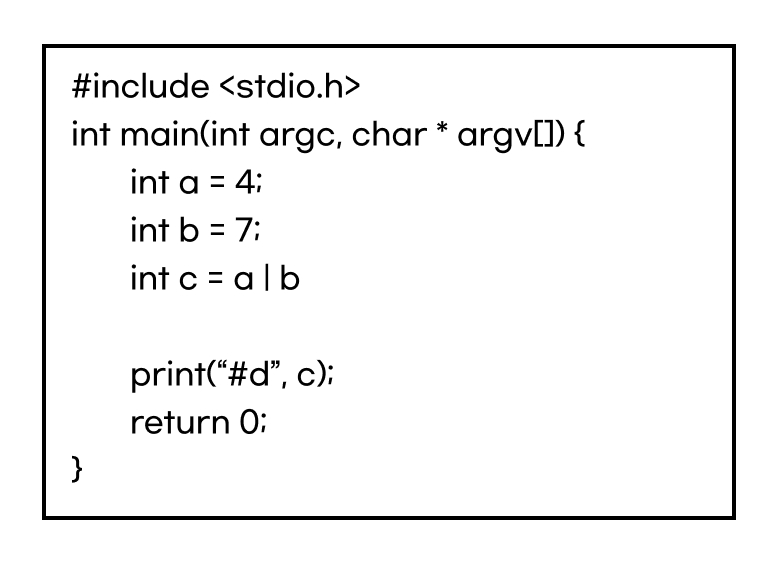 #include <stdio.h>
int main(int argc, char * argv[]) {
int a = 4;
int b = 7;
int c = a | b
print(“#d”, c);
return 0;
}